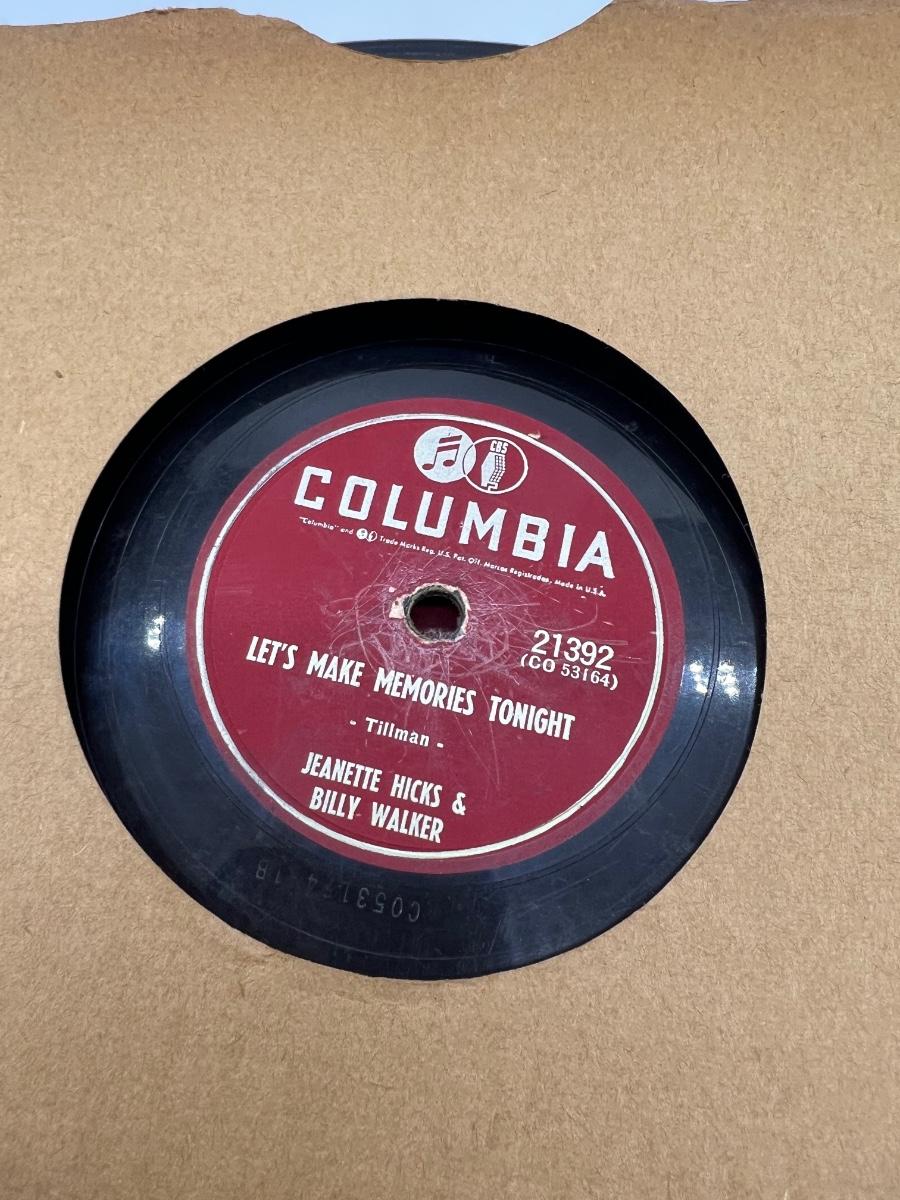 CBS
COLUMBIA
"Columbia" and Trade Marks Reg. U.S. Pat. Off. Marcas Registradas, Made in U.S.A.
21392
(CO 53164)
LET'S MAKE MEMORIES TONIGHT
- Tillman -
JEANETTE HICKS &
BILLY WALKER